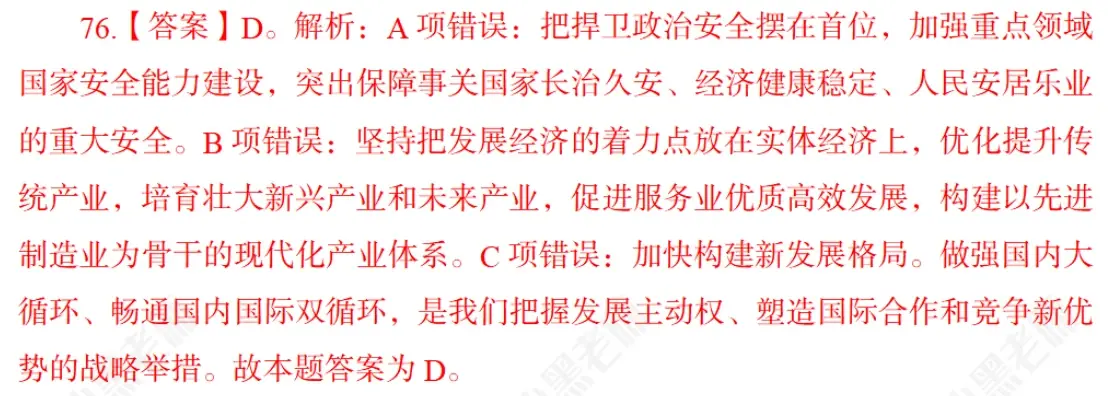 76.【答案】D。解析：A 项错误：把捍卫政治安全摆在首位，加强重点领域
国家安全能力建设，突出保障事关国家长治久安、经济健康稳定、人民安居乐业
的重大安全。B 项错误：坚持把发展经济的着力点放在实体经济上，优化提升传
统产业，培育壮大新兴产业和未来产业，促进服务业优质高效发展，构建以先进
制造业为骨干的现代化产业体系。C 项错误：加快构建新发展格局。做强国内大
循环、畅通国内国际双循环，是我们把握发展主动权、塑造国际合作和竞争新优
势的战略举措。故本题答案为 D。